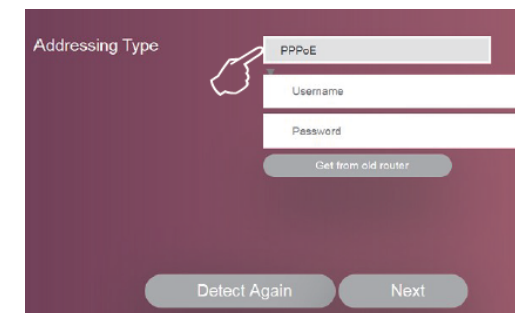 Addressing Type
PPPoE
Username
Password
Get from old router
Detect Again
Next